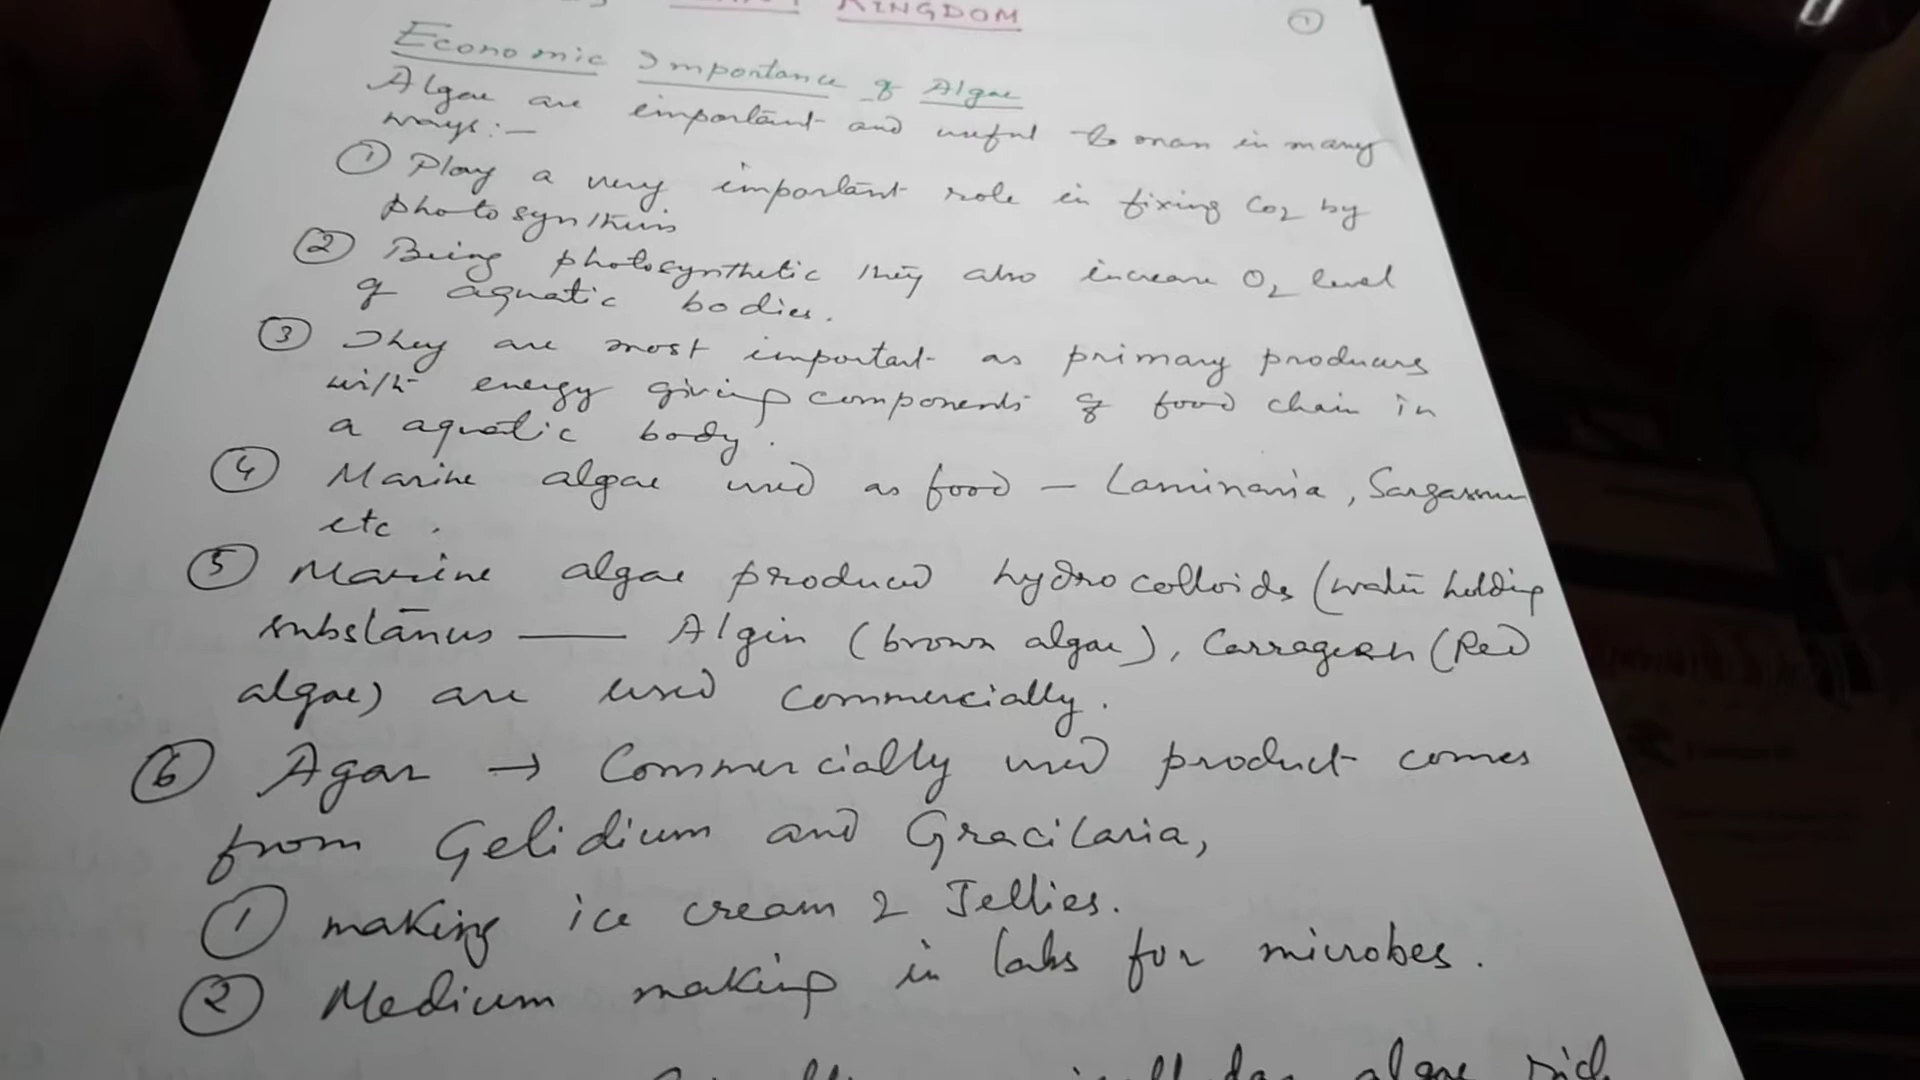 KINGDOM
1
Economic Importance of Algae
Algae are important and useful to man in many
ways:-
① Play a very important role in fixing CO₂ by
photosynthesis
② Being photosynthetic they also increase O₂ level
of aquatic bodies.
③ They are most important as primary producers
with energy giving components of food chain in
a aquatic body.
④ Marine algae used as food — Laminaria, Sargassum
etc.
⑤ Marine algae produced hydrocolloids (water holding
substances — Algin (brown algae), Carrageen (Red
algae) are used commercially.
⑥ Agar → Commercially used product comes
from Gelidium and Gracilaria,
① making ice cream & Jellies.
② Medium making in labs for microbes.
algae rich